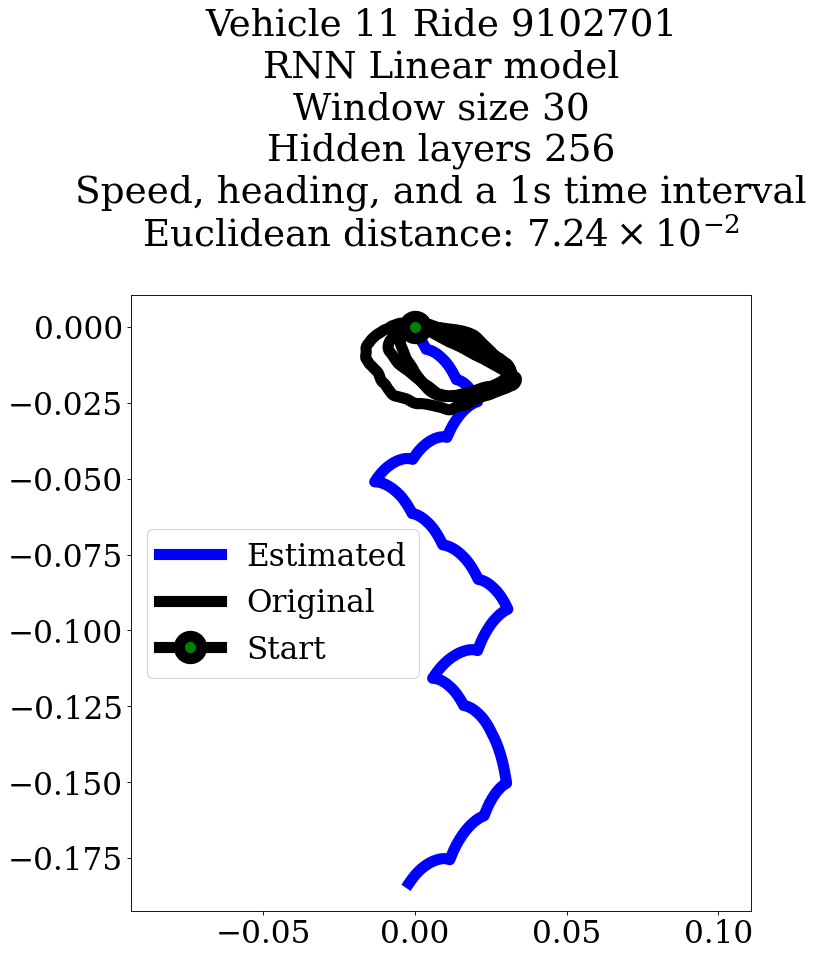 Vehicle 11 Ride 9102701
RNN Linear model
Window size 30
Hidden layers 256
Speed, heading, and a 1s time interval
Euclidean distance: 7.24 × 10⁻²
0.000
−0.025
−0.050
−0.075
−0.100
−0.125
−0.150
−0.175
Estimated
Original
Start
−0.05
0.00
0.05
0.10